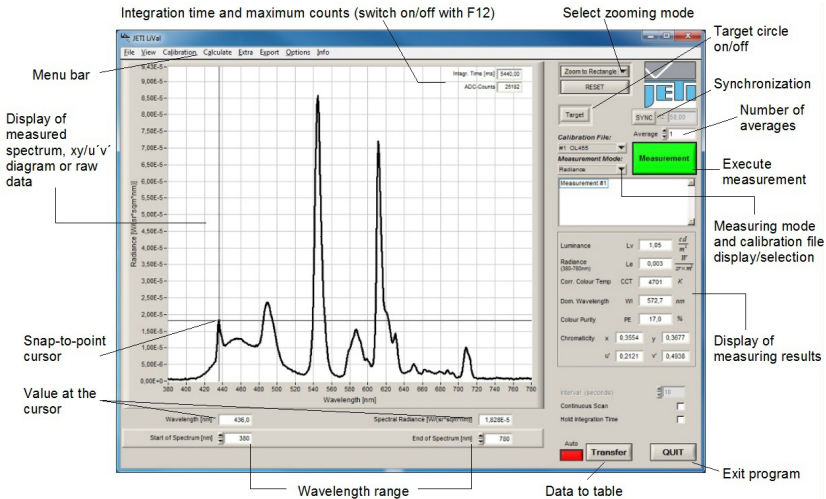 Integration time and maximum counts (switch on/off with F12)
Select zooming mode
Target circle
on/off
Synchronization
Number of
averages
Execute
measurement
Measuring mode
and calibration file
display/selection
Display of
measuring results
Exit program
Data to table
Wavelength range
Menu bar
Display of
measured
spectrum, xy/u´v´
diagram or raw
data
Snap-to-point
cursor
Value at the
cursor
JETI LiVal
File View Calibration Calculate Extra Export Options Info
9,43E-5
9,00E-5
8,50E-5
8,00E-5
7,50E-5
7,00E-5
6,50E-5
6,00E-5
5,50E-5
5,00E-5
4,50E-5
4,00E-5
3,50E-5
3,00E-5
2,50E-5
2,00E-5
1,50E-5
1,00E-5
5,00E-6
0,00E+0
Radiance [W/(sr*sqm*nm)]
380 400 420 440 460 480 500 520 540 560 580 600 620 640 660 680 700 720 740 760 780
Wavelength [nm]
Integr. Time [ms] 5440,00
ADC-Counts 25182
Zoom to Rectangle
RESET
JETI
Target
SYNC
Average 1
Calibration File:
#1 OL455
Measurement Mode:
Radiance
Measurement
Measurement #1
Luminance Lv 1,05 cd/m²
Radiance (380-780nm) Le 0,003 W/sr×m²
Corr. Colour Temp CCT 4701 K
Dom. Wavelength Wl 572,7 nm
Colour Purity PE 17,0 %
Chromaticity x 0,3554 y 0,3677
u' 0,2121 v' 0,4938
Interval (seconds) 10
Continuous Scan
Hold Integration Time
Wavelength [nm] 436,0
Spectral Radiance [W/(sr*sqm*nm)] 1,828E-5
Start of Spectrum [nm] 380
End of Spectrum [nm] 780
Auto
Transfer
QUIT